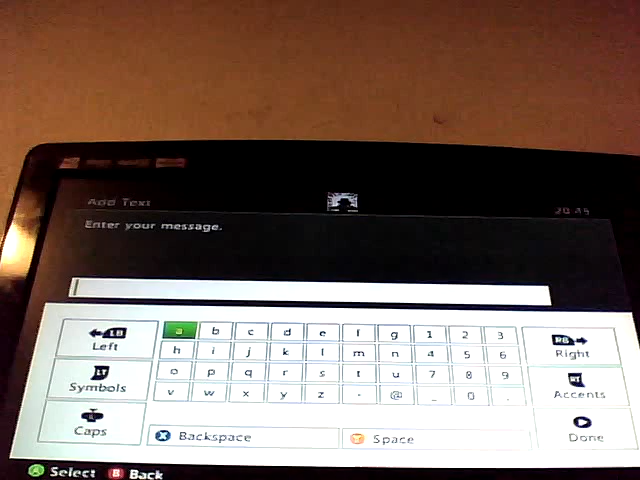 Add Text
20:45
Enter your message.
LB
Left
LT
Symbols
Caps
a b c d e f g 1 2 3
h i j k l m n 4 5 6
o p q r s t u 7 8 9
v w x y z - @ _ 0 .
X Backspace
Y Space
RB
Right
RT
Accents
Done
A Select B Back